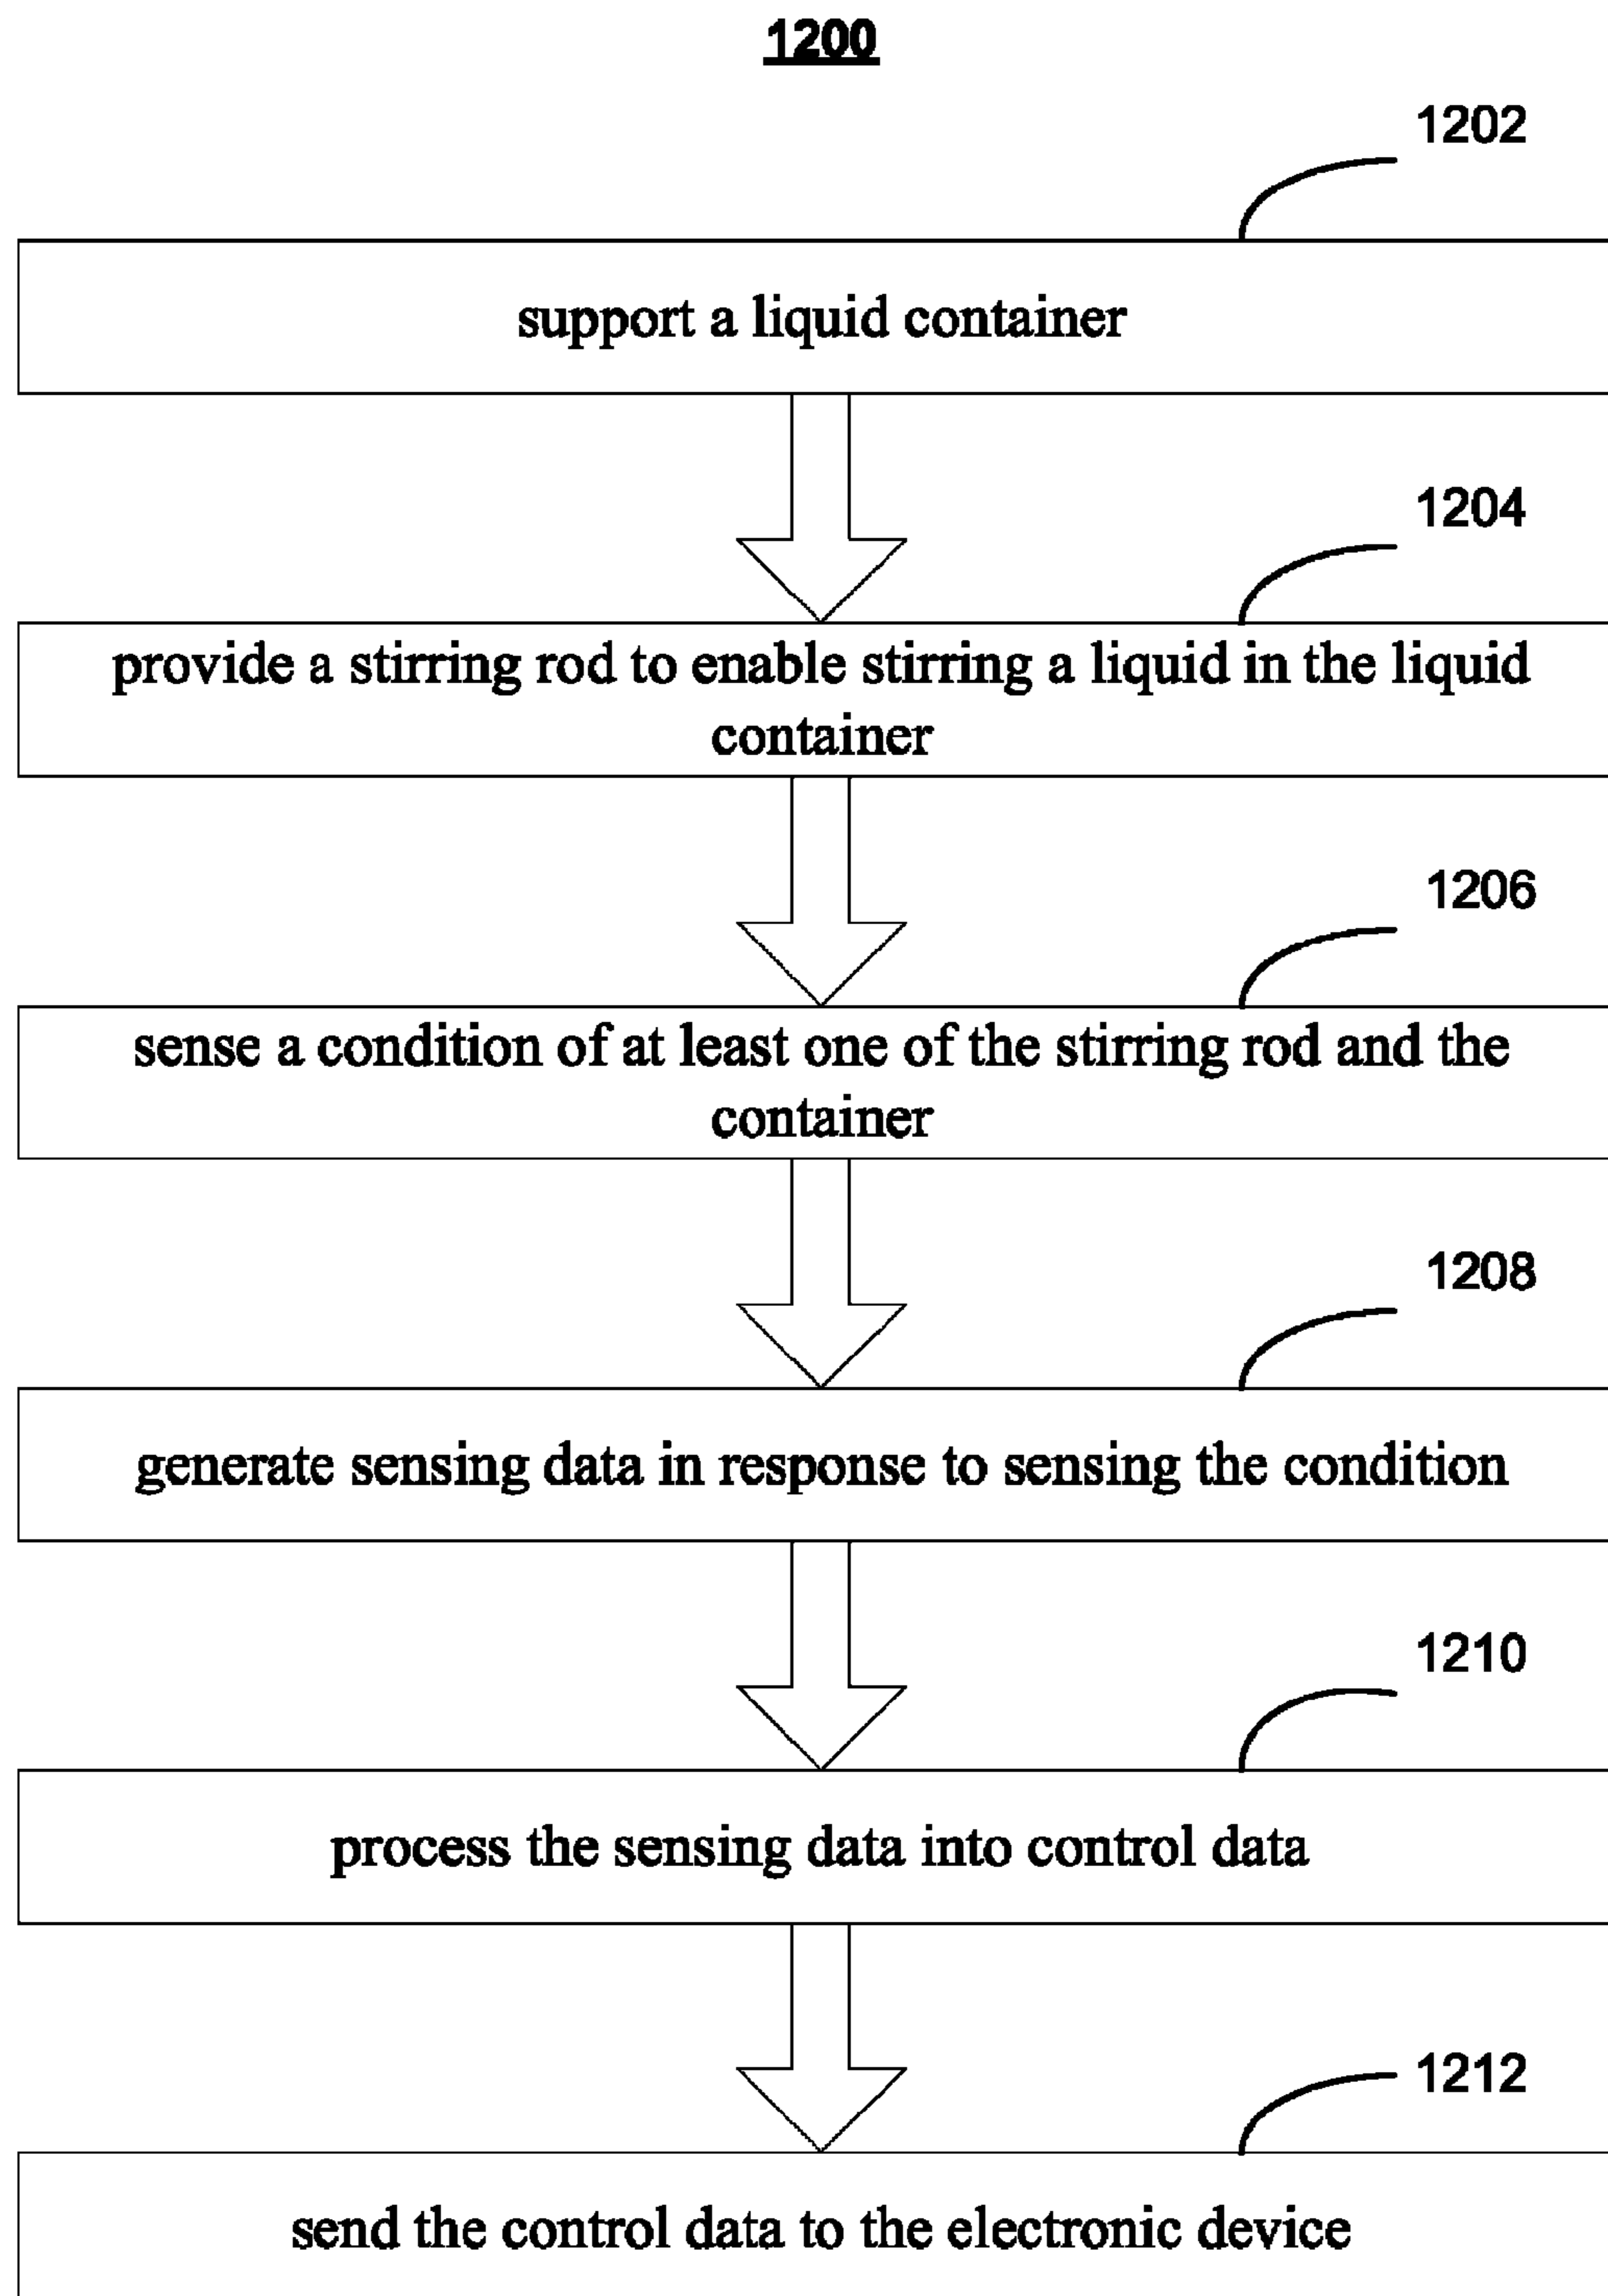 1200
1202
support a liquid container
1204
provide a stirring rod to enable stirring a liquid in the liquid
container
1206
sense a condition of at least one of the stirring rod and the
container
1208
generate sensing data in response to sensing the condition
1210
process the sensing data into control data
1212
send the control data to the electronic device